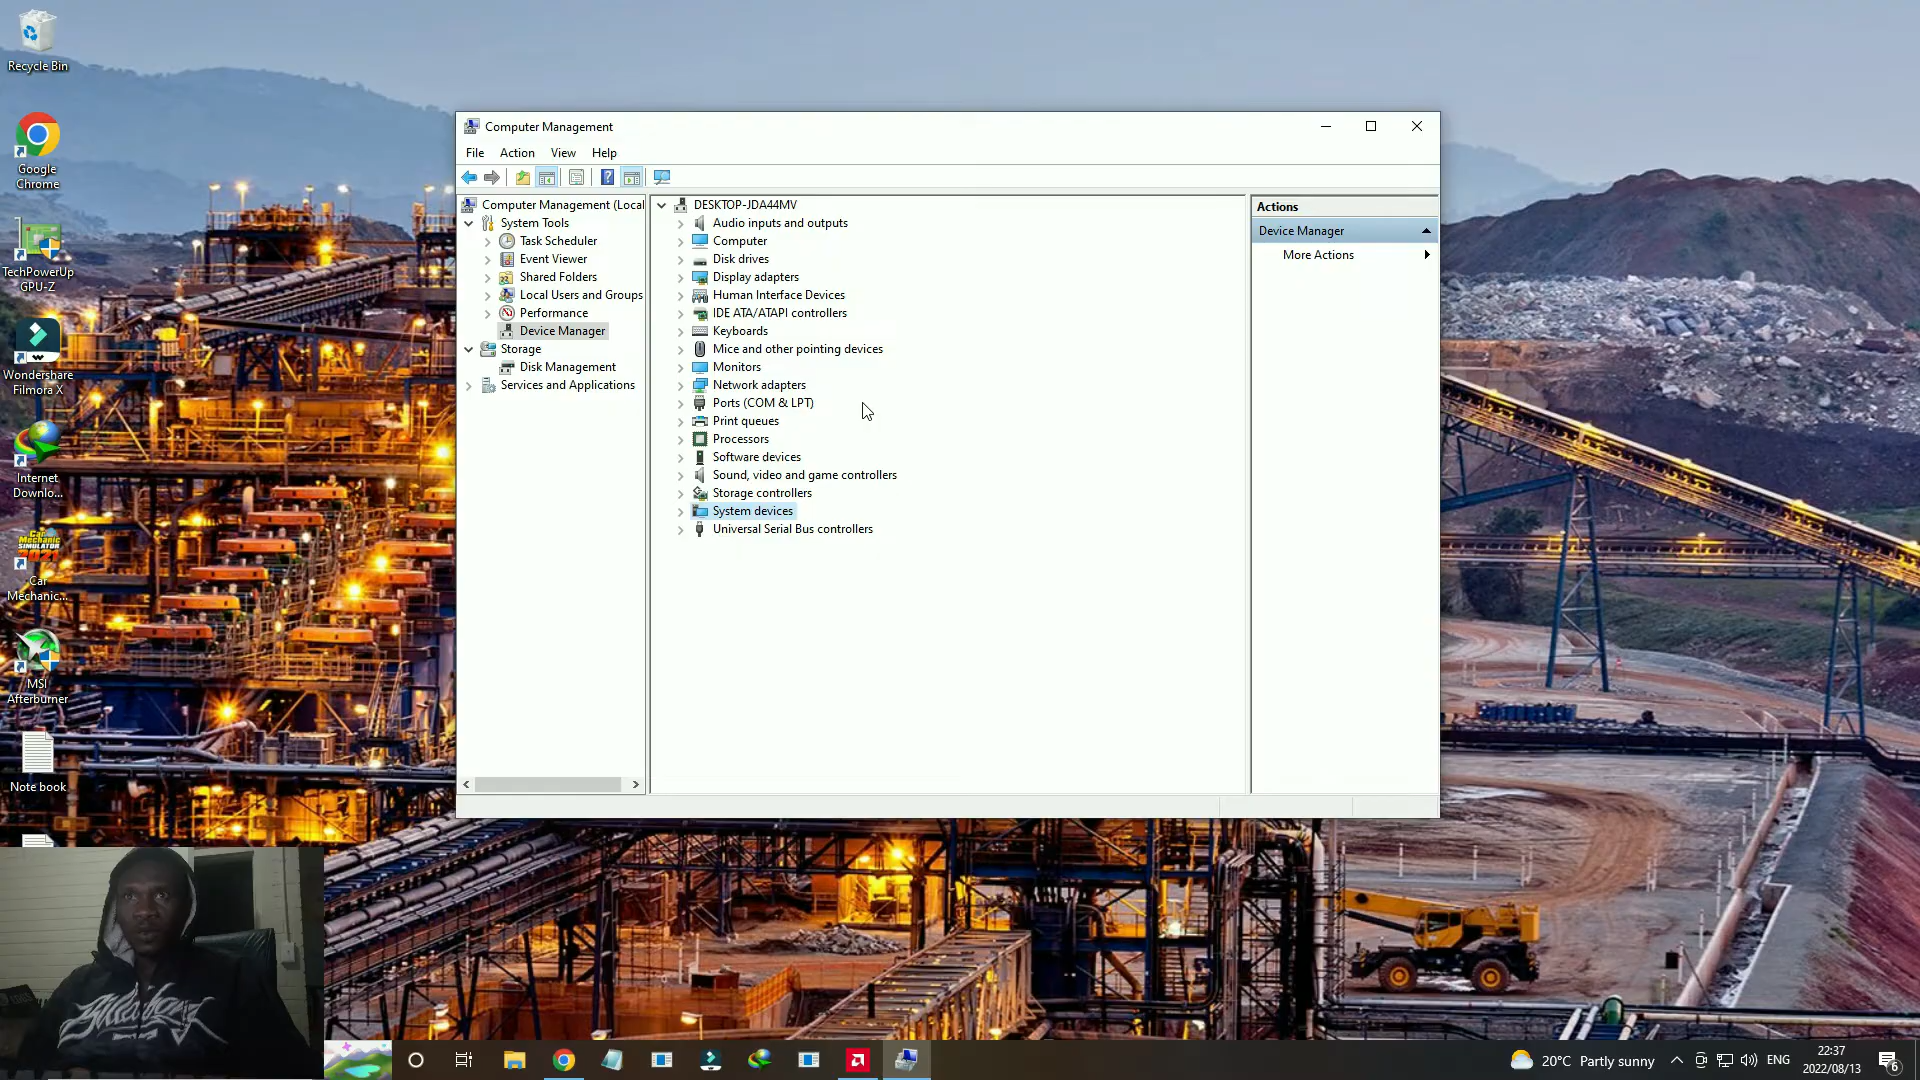 Recycle Bin
Google
Chrome
TechPowerUp
GPU-Z
Wondershare
Filmora X
Internet
Downlo...
Car
Mechanic...
MSI
Afterburner
Note book
Computer Management
File Action View Help
Computer Management (Local
System Tools
Task Scheduler
Event Viewer
Shared Folders
Local Users and Groups
Performance
Device Manager
Storage
Disk Management
Services and Applications
DESKTOP-JDA44MV
Audio inputs and outputs
Computer
Disk drives
Display adapters
Human Interface Devices
IDE ATA/ATAPI controllers
Keyboards
Mice and other pointing devices
Monitors
Network adapters
Ports (COM & LPT)
Print queues
Processors
Software devices
Sound, video and game controllers
Storage controllers
System devices
Universal Serial Bus controllers
Actions
Device Manager
More Actions
Billabong
20°C Partly sunny
ENG
22:37
2022/08/13
6